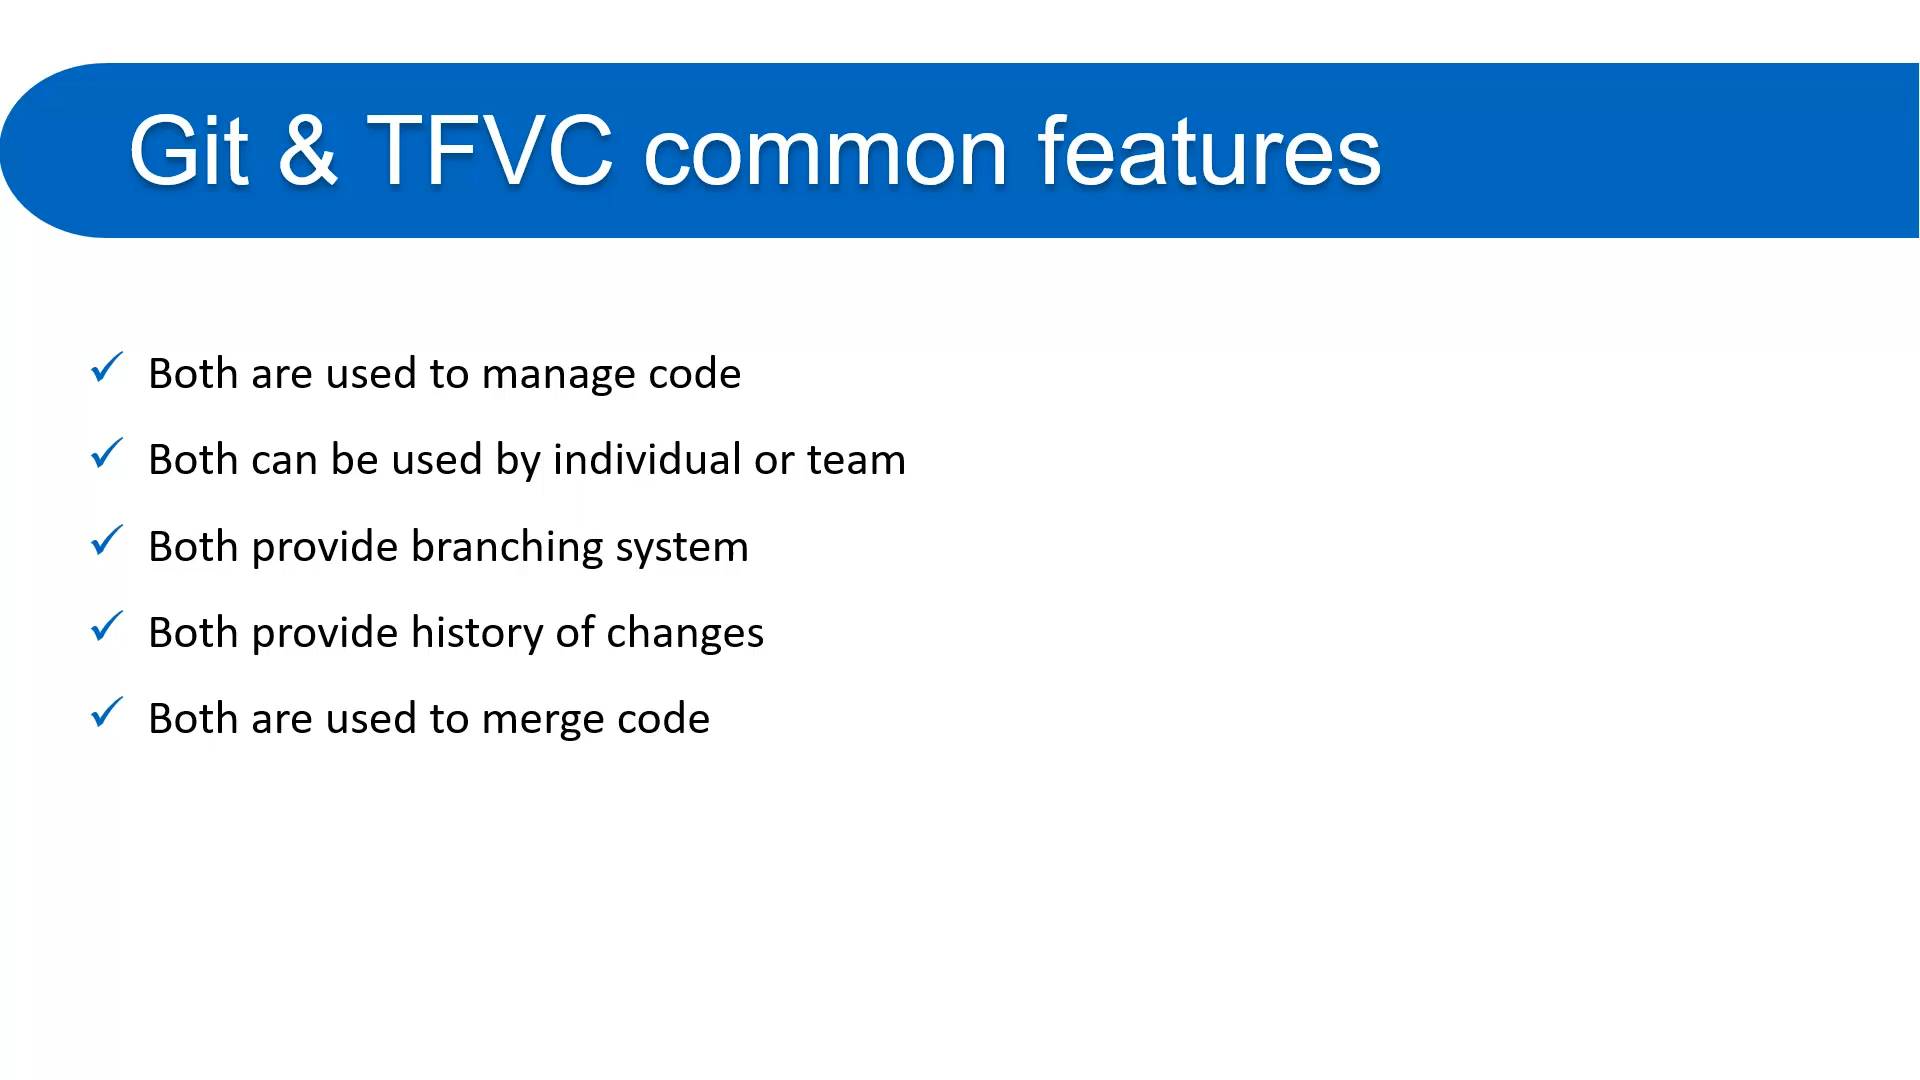 Git & TFVC common features
Both are used to manage code
Both can be used by individual or team
Both provide branching system
Both provide history of changes
Both are used to merge code